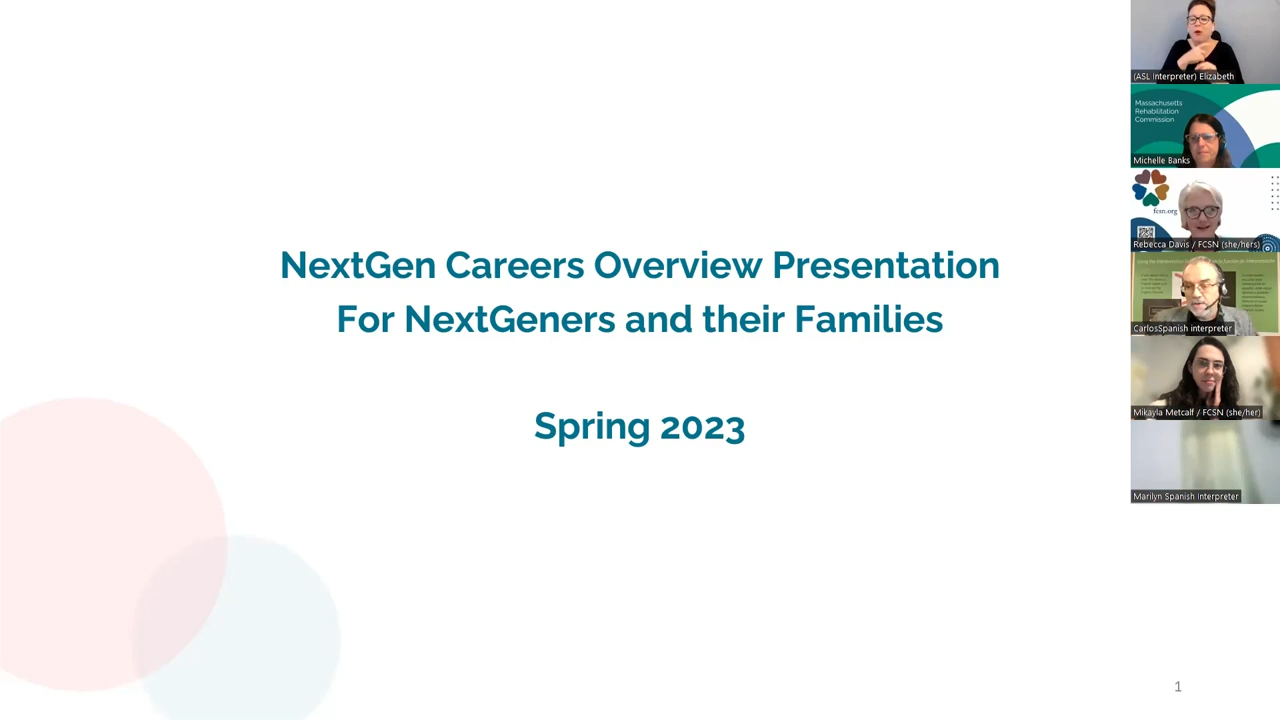 NextGen Careers Overview Presentation
For NextGeners and their Families
Spring 2023
1
(ASL Interpreter) Elizabeth
Massachusetts
Rehabilitation
Commission
Michelle Banks
fcsn.org
Rebecca Davis / FCSN (she/hers)
CarlosSpanish interpreter
Mikayla Metcalf / FCSN (she/her)
Marilyn Spanish Interpreter